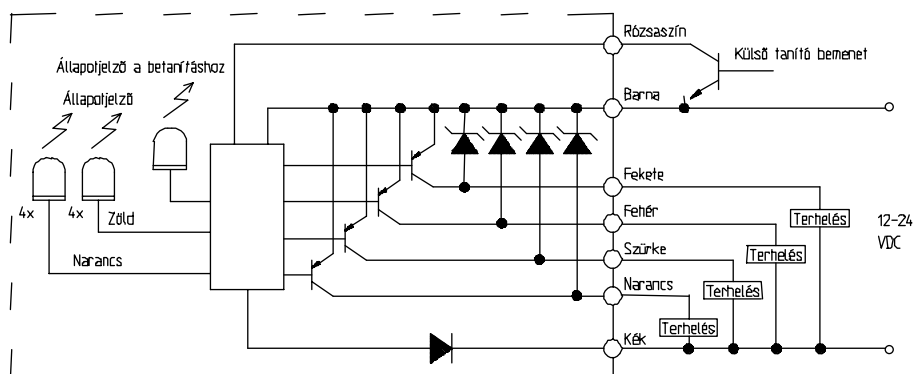 Rózsaszín
Külső tanító bemenet
Állapotjelző a betanításhoz
Állapotjelző
Barna
Fekete
Terhelés
4x
4x
Zöld
Fehér
Terhelés
12-24
VDC
Narancs
Szürke
Terhelés
Narancs
Terhelés
Kék